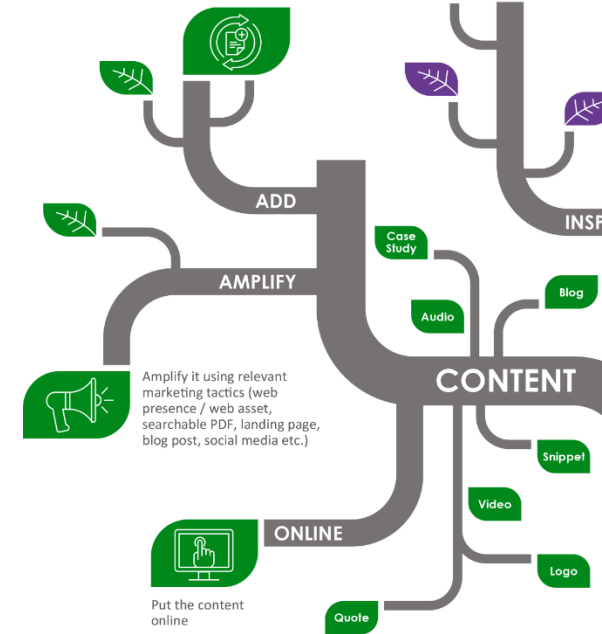 ADD
INSP
Case
Study
AMPLIFY
Blog
Audio
Amplify it using relevant
marketing tactics (web
presence / web asset,
searchable PDF, landing page,
blog post, social media etc.)
CONTENT
Snippet
Video
ONLINE
Logo
Put the content
online
Quote